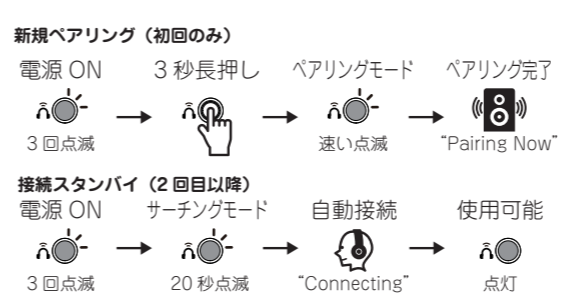 新規ペアリング（初回のみ）
電源 ON 3 秒長押し ペアリングモード ペアリング完了
3 回点滅 速い点滅 “Pairing Now”
接続スタンバイ（2 回目以降）
電源 ON サーチングモード 自動接続 使用可能
3 回点滅 20 秒点滅 “Connecting” 点灯